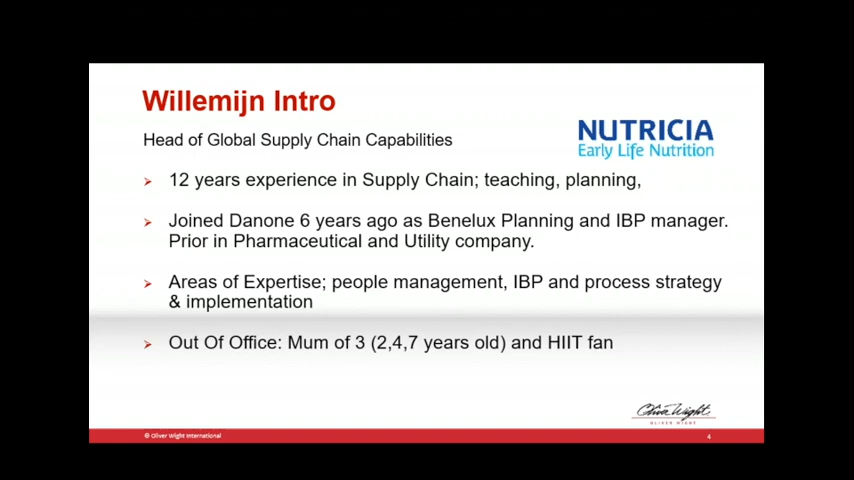 Willemijn Intro
Head of Global Supply Chain Capabilities
NUTRICIA
Early Life Nutrition
12 years experience in Supply Chain; teaching, planning,
Joined Danone 6 years ago as Benelux Planning and IBP manager.
Prior in Pharmaceutical and Utility company.
Areas of Expertise; people management, IBP and process strategy
& implementation
Out Of Office: Mum of 3 (2,4,7 years old) and HIIT fan
Oliver Wight
OLIVER WIGHT
© Oliver Wight International
4